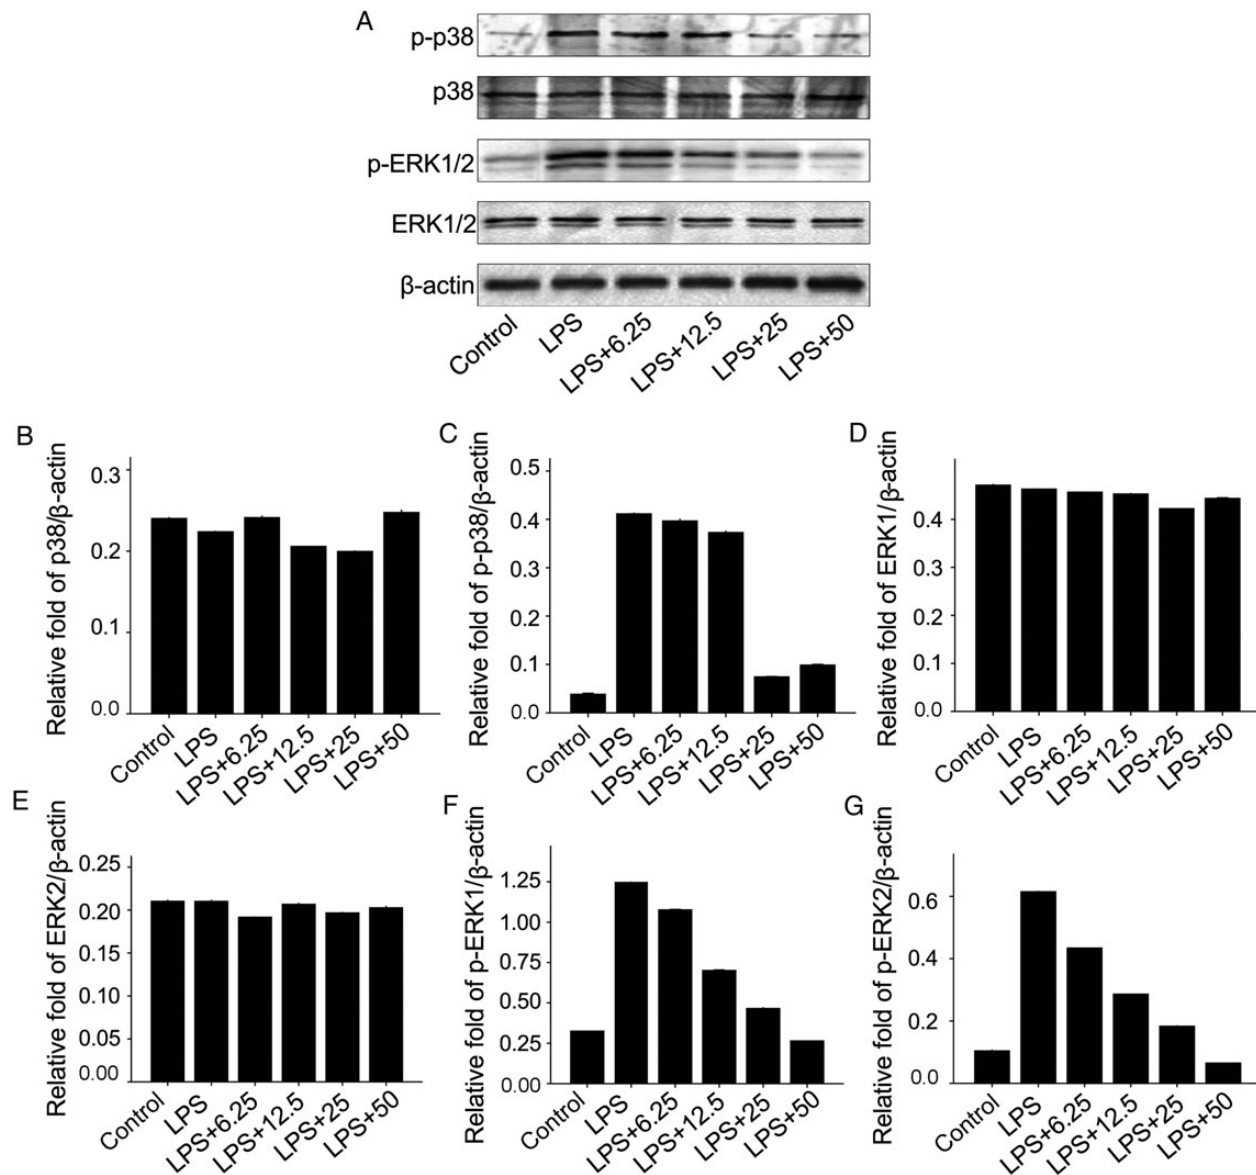 A
p-p38
p38
p-ERK1/2
ERK1/2
β-actin
Control
LPS
LPS+6.25
LPS+12.5
LPS+25
LPS+50
B
Relative fold of p38/β-actin
0.3
0.2
0.1
0.0
Control
LPS
LPS+6.25
LPS+12.5
LPS+25
LPS+50
C
Relative fold of p-p38/β-actin
0.5
0.4
0.3
0.2
0.1
0.0
Control
LPS
LPS+6.25
LPS+12.5
LPS+25
LPS+50
D
Relative fold of ERK1/β-actin
0.4
0.3
0.2
0.1
0.0
Control
LPS
LPS+6.25
LPS+12.5
LPS+25
LPS+50
E
Relative fold of ERK2/β-actin
0.25
0.20
0.15
0.10
0.05
0.00
Control
LPS
LPS+6.25
LPS+12.5
LPS+25
LPS+50
F
Relative fold of p-ERK1/β-actin
1.25
1.00
0.75
0.50
0.25
0.00
Control
LPS
LPS+6.25
LPS+12.5
LPS+25
LPS+50
G
Relative fold of p-ERK2/β-actin
0.6
0.4
0.2
0.0
Control
LPS
LPS+6.25
LPS+12.5
LPS+25
LPS+50